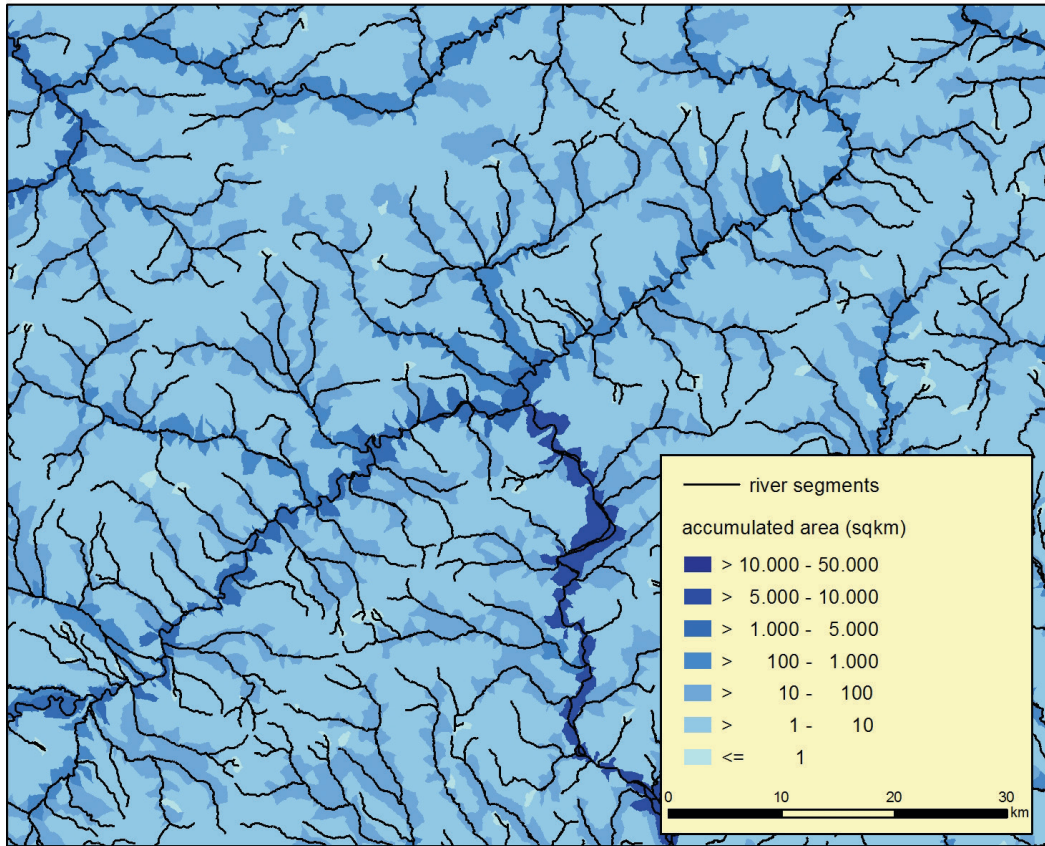 river segments
accumulated area (sqkm)
> 10.000 - 50.000
> 5.000 - 10.000
> 1.000 - 5.000
> 100 - 1.000
> 10 - 100
> 1 - 10
<= 1
0 10 20 30
km